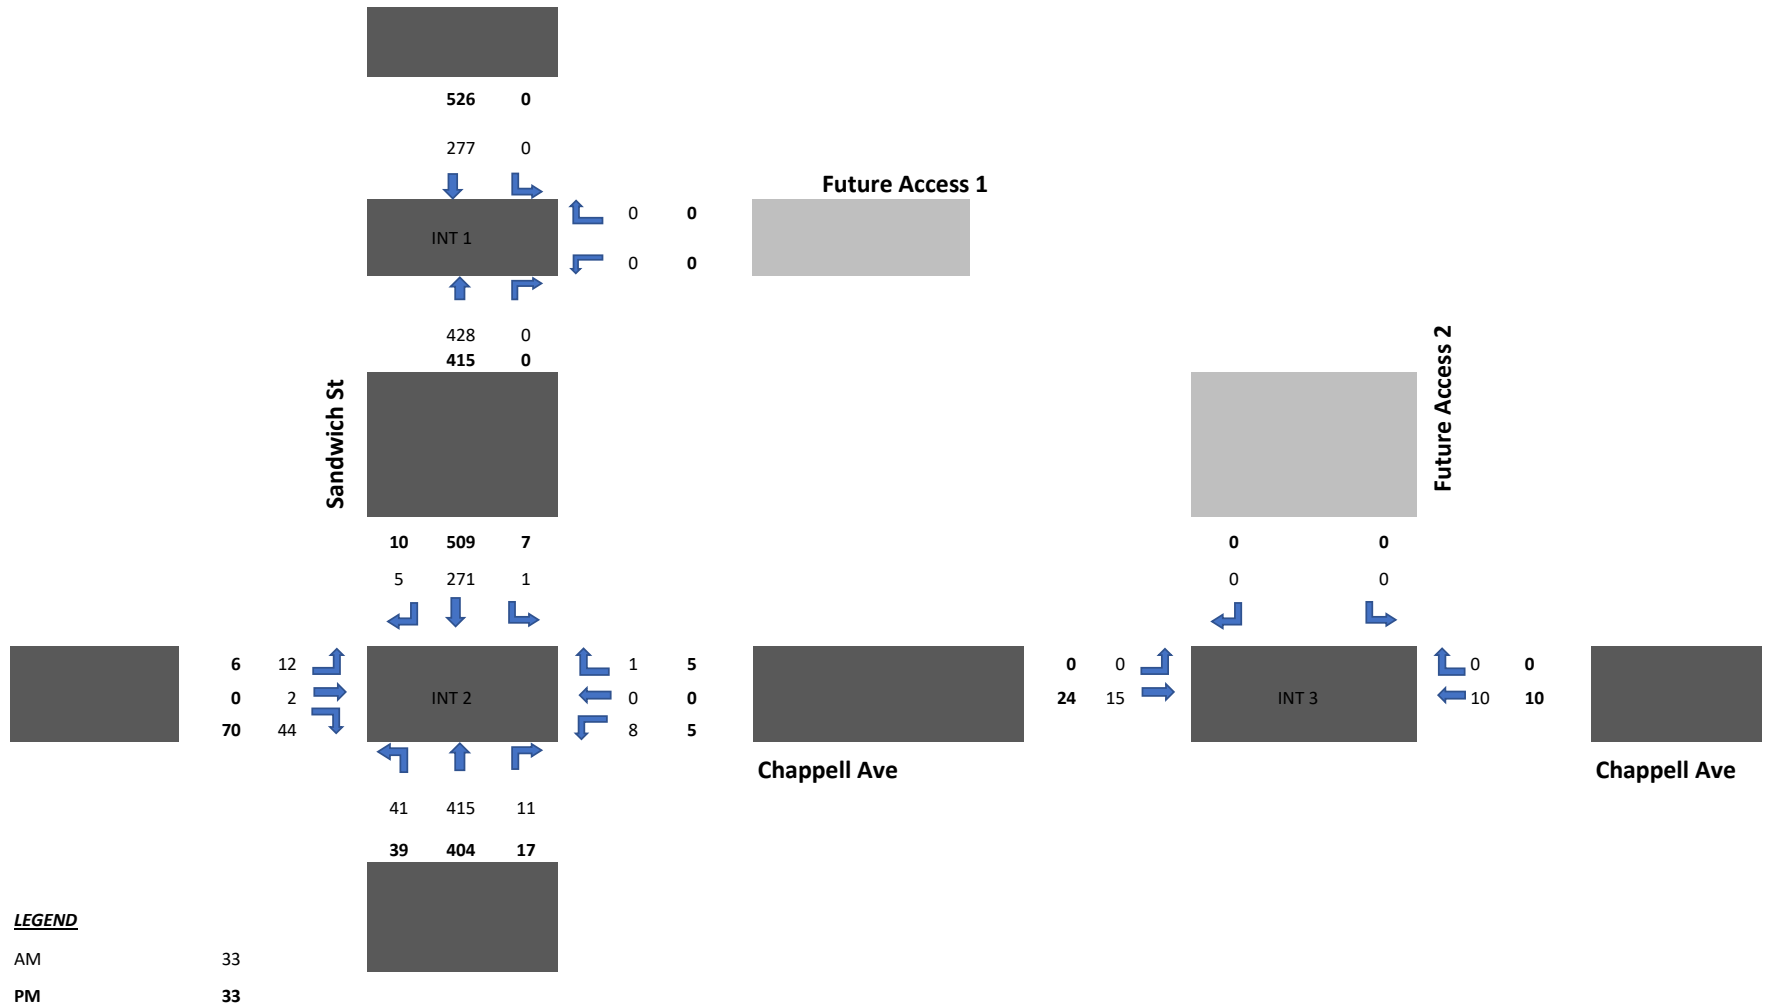 526 0
277 0
Future Access 1
0 0
INT 1
0 0
428 0
415 0
Sandwich St
Future Access 2
10 509 7
0 0
5 271 1
0 0
6 12
1 5
0 0
0 0
0 2
INT 2
0 0
24 15
INT 3
10 10
70 44
8 5
Chappell Ave
Chappell Ave
41 415 11
39 404 17
LEGEND
AM 33
PM 33